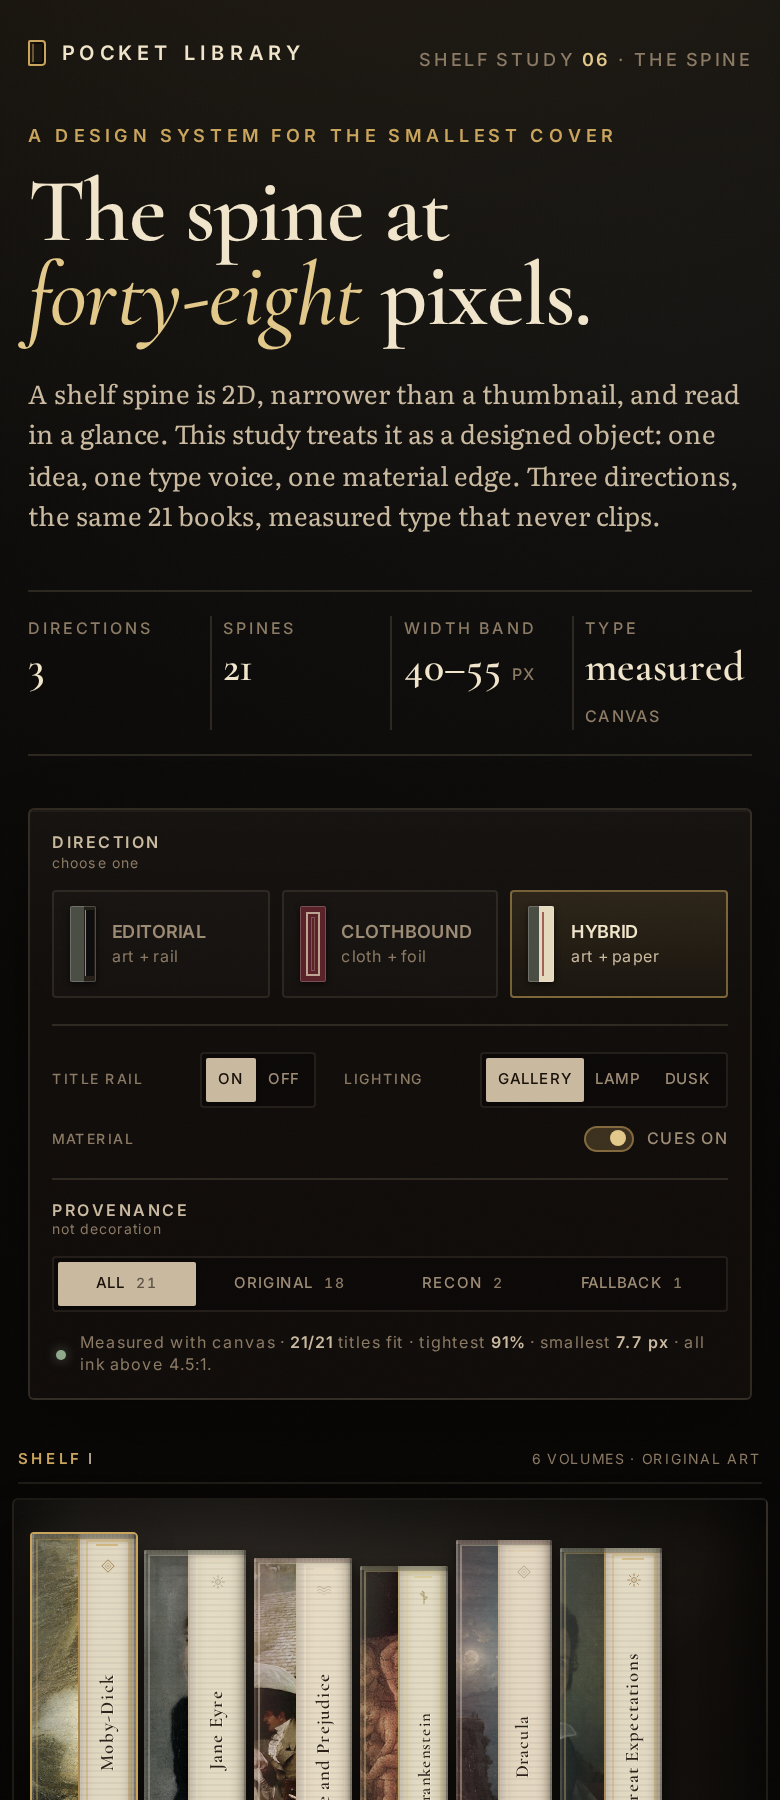 POCKET LIBRARY
SHELF STUDY 06 · THE SPINE
A DESIGN SYSTEM FOR THE SMALLEST COVER
The spine at
forty-eight pixels.
A shelf spine is 2D, narrower than a thumbnail, and read
in a glance. This study treats it as a designed object: one
idea, one type voice, one material edge. Three directions,
the same 21 books, measured type that never clips.
DIRECTIONS
3
SPINES
21
WIDTH BAND
40–55 PX
TYPE
measured
CANVAS
DIRECTION
choose one
EDITORIAL
art + rail
CLOTHBOUND
cloth + foil
HYBRID
art + paper
TITLE RAIL
ON OFF
LIGHTING
GALLERY LAMP DUSK
MATERIAL
CUES ON
PROVENANCE
not decoration
ALL 21
ORIGINAL 18
RECON 2
FALLBACK 1
Measured with canvas · 21/21 titles fit · tightest 91% · smallest 7.7 px · all
ink above 4.5:1.
SHELF I
6 VOLUMES · ORIGINAL ART
Moby-Dick
Jane Eyre
e and Prejudice
rankenstein
Dracula
reat Expectations